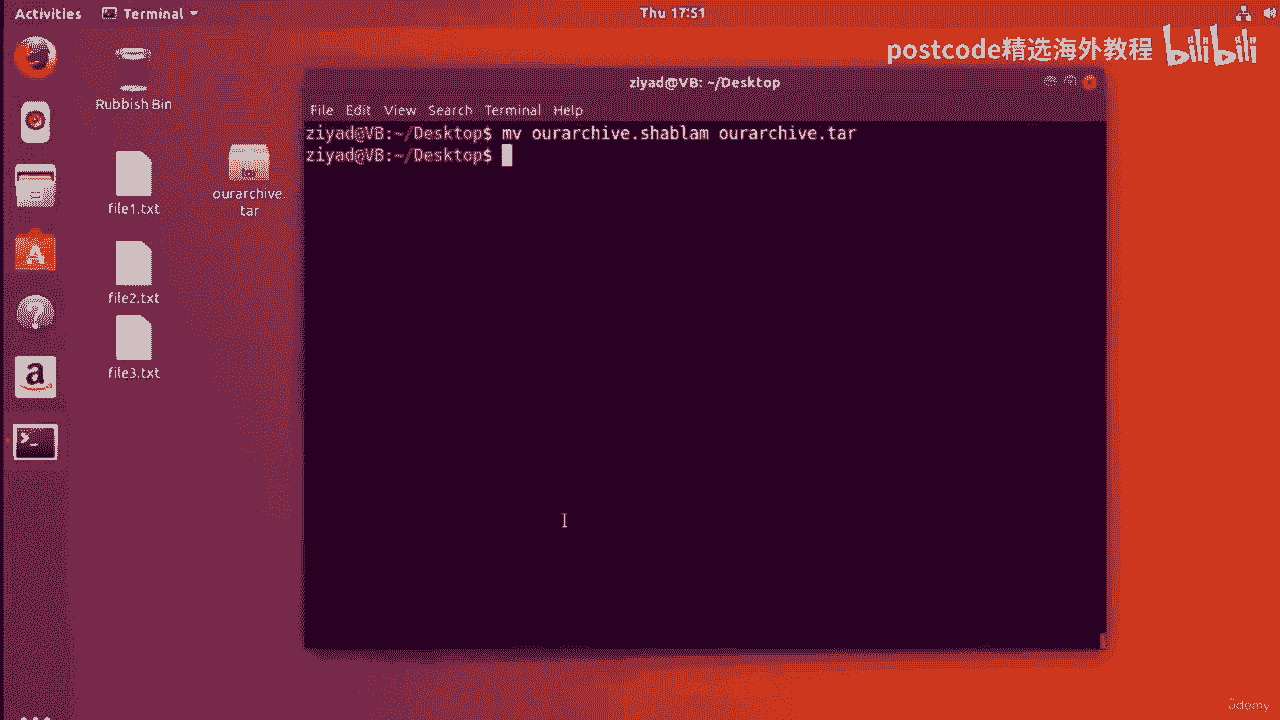 Activities
Terminal
Thu 17:51
postcode精选海外教程 bilibili
Rubbish Bin
file1.txt
ourarchive.
tar
file2.txt
file3.txt
ziyad@VB: ~/Desktop
File Edit View Search Terminal Help
ziyad@VB:~/Desktop$ mv ourarchive.shablam ourarchive.tar
ziyad@VB:~/Desktop$
ûdemy